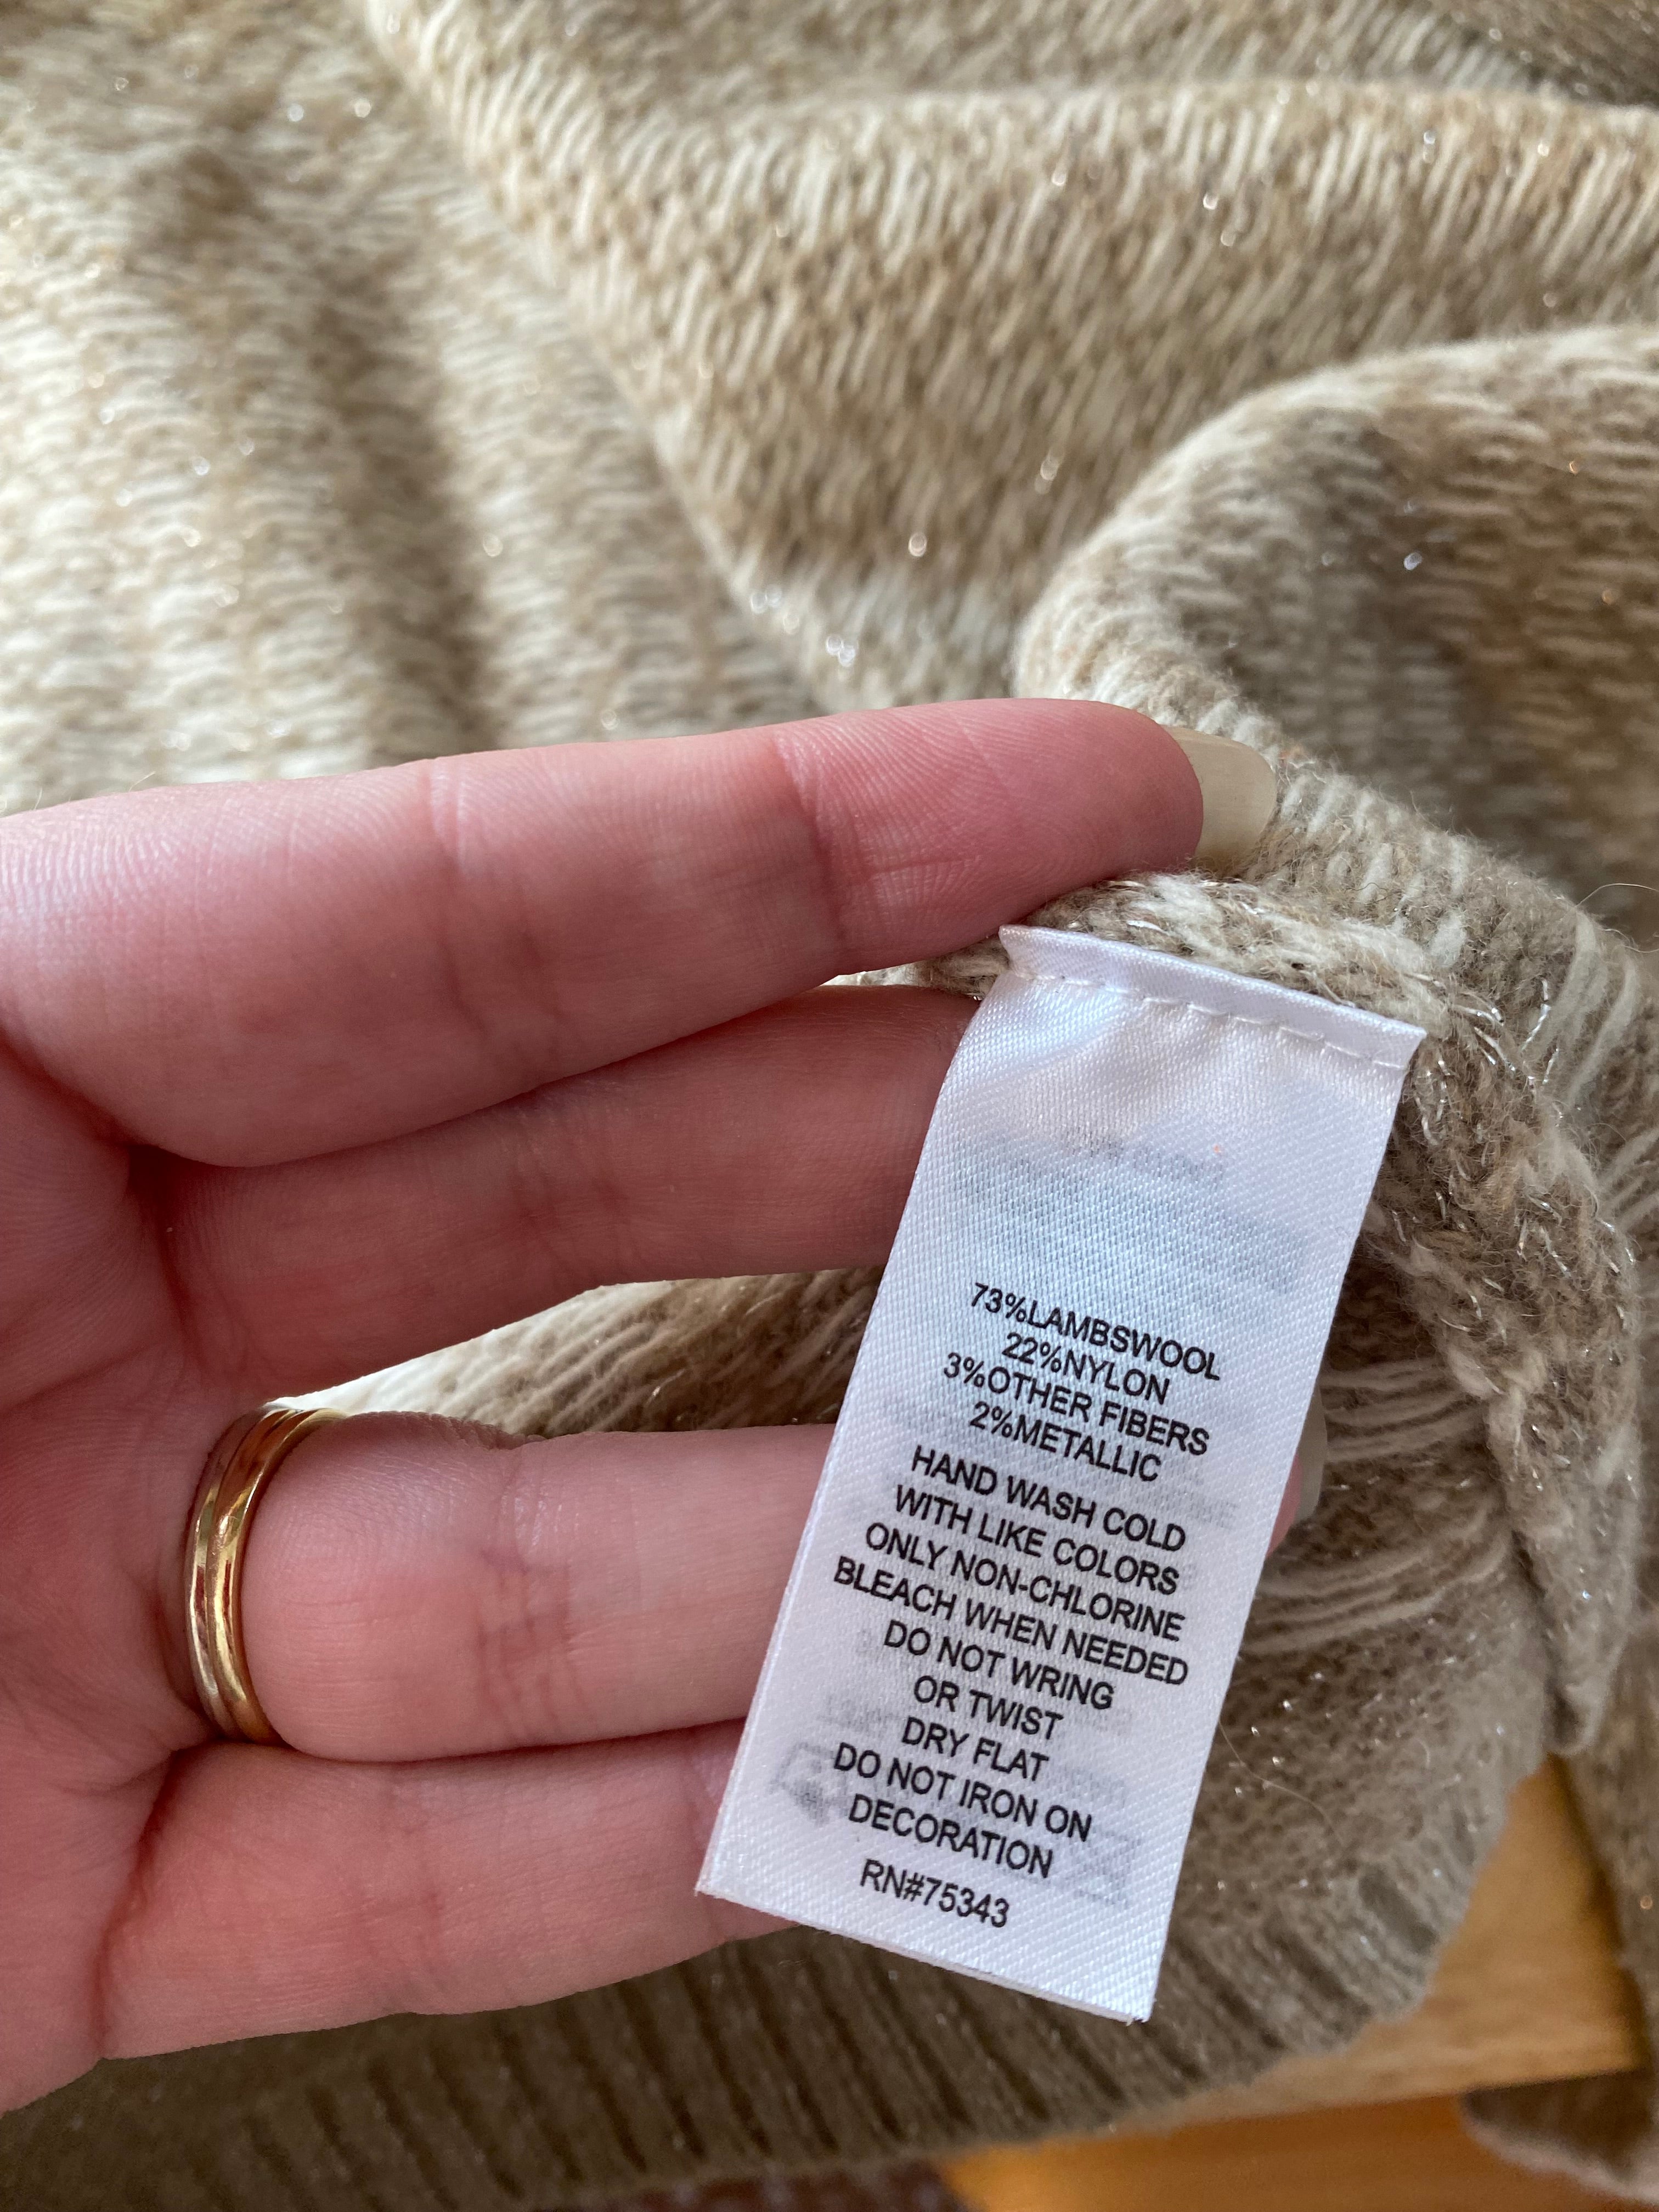 73%LAMBSWOOL
22%NYLON
3%OTHER FIBERS
2%METALLIC
HAND WASH COLD
WITH LIKE COLORS
ONLY NON-CHLORINE
BLEACH WHEN NEEDED
DO NOT WRING
OR TWIST
DRY FLAT
DO NOT IRON ON
DECORATION
RN#75343